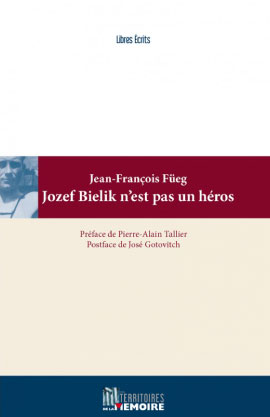 Libres Ecrits
Jean-François Füeg
Jozef Bielik n'est pas un héros
Préface de Pierre-Alain Tallier
Postface de José Gotovitch
TERRITOIRES
DE LA MEMOIRE